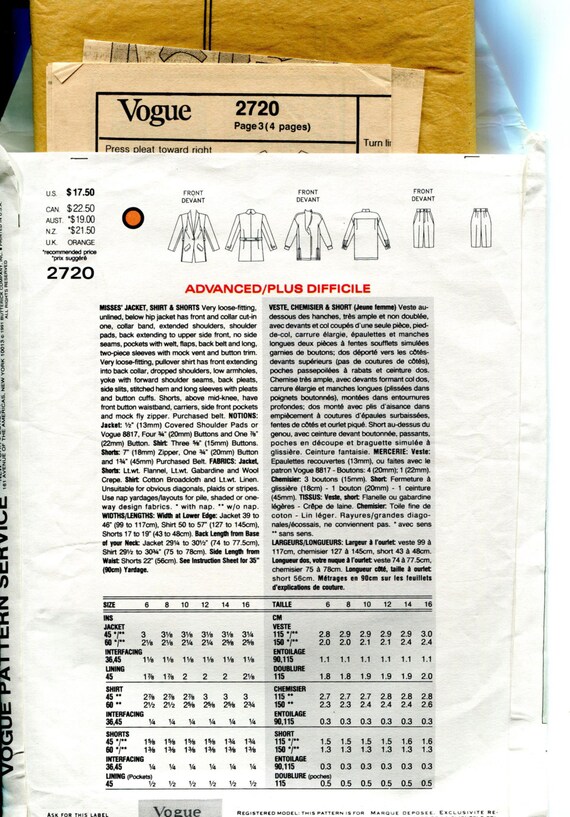 Vogue 2720
Page 3 (4 pages)
Press pleat toward right
Turn
U.S. $17.50
CAN. $22.50
AUST. *$19.00
N.Z. *$21.50
U.K. ORANGE
*recommended price
*prix suggéré
2720
FRONT
DEVANT
FRONT
DEVANT
FRONT
DEVANT
ADVANCED/PLUS DIFFICILE
MISSES' JACKET, SHIRT & SHORTS Very loose-fitting,
unlined, below hip jacket has front and collar cut-in
one, collar band, extended shoulders, shoulder
pads, back extending to upper side front, no side
seams, pockets with welt, flaps, back belt and long,
two-piece sleeves with mock vent and button trim.
Very loose-fitting, pullover shirt has front extending
into back collar, dropped shoulders, low armholes,
yoke with forward shoulder seams, back pleats,
side slits, stitched hem and long sleeves with pleats
and button cuffs. Shorts, above mid-knee, have
front button waistband, carriers, side front pockets
and mock fly zipper. Purchased belt. NOTIONS:
Jacket: ½" (13mm) Covered Shoulder Pads or
Vogue 8817, Four ¾" (20mm) Buttons and One ⅞"
(22mm) Button. Shirt: Three ⅝" (15mm) Buttons.
Shorts: 7" (18mm) Zipper, One ¾" (20mm) Button
and 1¾" (45mm) Purchased Belt. FABRICS: Jacket,
Shorts: Lt.wt. Flannel, Lt.wt. Gabardine and Wool
Crepe. Shirt: Cotton Broadcloth and Lt.wt. Linen.
Unsuitable for obvious diagonals, plaids or stripes.
Use nap yardages/layouts for pile, shaded or one-
way design fabrics. * with nap. ** w/o nap.
WIDTHS/LENGTHS: Width at Lower Edge: Jacket 39 to
46" (99 to 117cm), Shirt 50 to 57" (127 to 145cm),
Shorts 17 to 19" (43 to 48cm). Back Length from Base
of your Neck: Jacket 29¼ to 30½" (74 to 77.5cm),
Shirt 29½ to 30¾" (75 to 78cm). Side Length from
Waist: Shorts 22" (56cm). See Instruction Sheet for 35"
(90cm) Yardage.
VESTE, CHEMISIER & SHORT (Jeune femme) Veste au-
dessous des hanches, très ample et non doublée,
avec devants et col coupés d'une seule pièce, pied-
de-col, carrure élargie, épaulettes et manches
longues deux pièces à fentes soufflets simulées
garnies de boutons; dos déporté vers les côtés-
devants supérieurs (pas de coutures de côtés),
poches passepoilées à rabats et ceinture dos.
Chemise très ample, avec devants formant col dos,
carrure élargie et manches longues (plissées dans
poignets boutonnés), montées dans entournures
profondes; dos monté avec plis d'aisance dans
empiècement à coutures d'épaules surbaissées,
fentes de côtés et ourlet piqué. Short au-dessus du
genou, avec ceinture devant boutonnée, passants,
poches en découpe et braguette simulée à
glissière. Ceinture fantaisie. MERCERIE: Veste:
Epaulettes recouvertes (13mm), ou faites avec le
patron Vogue 8817 - Boutons: 4 (20mm); 1 (22mm).
Chemisier: 3 boutons (15mm). Short: Fermeture à
glissière (18cm) - 1 bouton (20mm) - 1 ceinture
(45mm). TISSUS: Veste, short: Flanelle ou gabardine
légères - Crêpe de laine. Chemisier: Toile fine de
coton - Lin léger. Rayures/grandes diago-
nales/écossais, ne conviennent pas. * avec sens
** sans sens.
LARGEURS/LONGUEURS: Largeur à l'ourlet: veste 99 à
117cm, chemisier 127 à 145cm, short 43 à 48cm.
Longueur dos, votre nuque à l'ourlet: veste 74 à 77.5cm,
chemisier 75 à 78cm. Longueur côté, taille à ourlet:
short 56cm. Métrages en 90cm sur les feuillets
d'explications de couture.
SIZE 6 8 10 12 14 16
INS
JACKET
45 */** 3 3⅛ 3⅛ 3⅛ 3⅛ 3¼
60 */** 2⅛ 2⅛ 2¼ 2¼ 2⅝ 2⅝
INTERFACING
36,45 1⅛ 1⅛ 1⅛ 1⅛ 1⅛ 1⅛
LINING
45 1⅞ 1⅞ 2 2 2 2⅛
SHIRT
45 ** 2⅞ 2⅞ 2⅞ 3 3 3
60 ** 2½ 2½ 2⅝ 2⅝ 2⅝ 2¾
INTERFACING
36,45 ¼ ¼ ¼ ¼ ¼ ¼
SHORTS
45 */** 1⅝ 1⅝ 1⅝ 1⅝ 1¾ 1¾
60 */** 1⅜ 1⅜ 1⅜ 1⅜ 1⅜ 1⅜
INTERFACING
36,45 ¼ ¼ ¼ ¼ ¼ ¼
LINING (Pockets)
45 ½ ½ ½ ½ ½ ½
TAILLE 6 8 10 12 14 16
CM
VESTE
115 */** 2.8 2.9 2.9 2.9 2.9 3.0
150 */** 2.0 2.0 2.1 2.1 2.4 2.4
ENTOILAGE
90,115 1.1 1.1 1.1 1.1 1.1 1.1
DOUBLURE
115 1.8 1.8 1.9 1.9 1.9 2.0
CHEMISIER
115 ** 2.7 2.7 2.7 2.8 2.8 2.8
150 ** 2.3 2.3 2.4 2.4 2.4 2.6
ENTOILAGE
90,115 0.3 0.3 0.3 0.3 0.3 0.3
SHORT
115 */** 1.5 1.5 1.5 1.5 1.6 1.6
150 */** 1.3 1.3 1.3 1.3 1.3 1.3
ENTOILAGE
90,115 0.3 0.3 0.3 0.3 0.3 0.3
DOUBLURE (poches)
115 0.5 0.5 0.5 0.5 0.5 0.5
ASK FOR THIS LABEL
Vogue
REGISTERED MODEL: THIS PATTERN IS FOR MARQUE DEPOSEE. EXCLUSIVITE RE-
VOGUE PATTERN SERVICE
161 AVENUE OF THE AMERICAS, NEW YORK 10013 © 1991 BUTTERICK COMPANY, INC.
ALL RIGHTS RESERVED